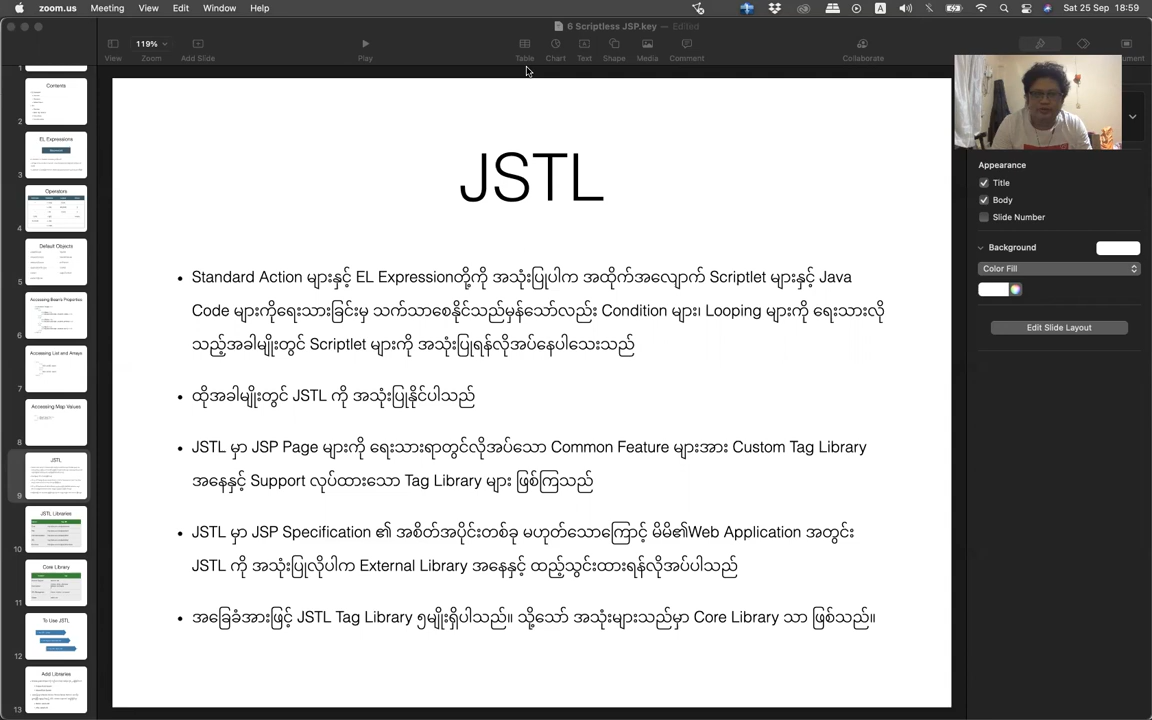 zoom.us Meeting View Edit Window Help
A Sat 25 Sep 18:59
6 Scriptless JSP.key — Edited
119%
View Zoom Add Slide Play Table Chart Text Shape Media Comment Collaborate
Contents
2
EL Expressions
3
Operators
4
Default Objects
5
Accessing Bean's Properties
6
Accessing List and Arrays
7
Accessing Map Values
8
JSTL
9
JSTL Libraries
10
Core Library
11
To Use JSTL
12
Add Libraries
13
JSTL
• Standard Action များနှင့် EL Expressionတို့ကို အသုံးပြုပါက အတိုက်အလျောက် Scriptlet များနှင့် Java
Code များကိုရေးသားခြင်းမှ သက်သာစေနိုင်သည်မှန်သော်လည်း Condition များ၊ Looping များကို ရေးသားလို
သည့်အခါမျိုးတွင် Scriptlet များကို အသုံးပြုရန်လိုအပ်နေပါသေးသည်
• ထိုအခါမျိုးတွင် JSTL ကို အသုံးပြုနိုင်ပါသည်
• JSTL မှာ JSP Page များကို ရေးသားရာတွင်လိုအပ်သော Common Feature များအား Custom Tag Library
အနေနှင့် Support လုပ်ထားသော Tag Library များ ဖြစ်ကြသည်
• JSTL မှာ JSP Specification ၏ အစိတ်အပိုင်းတစ်ခု မဟုတ်သောကြောင့် မိမိ၏Web Application အတွင်း
JSTL ကို အသုံးပြုလိုပါက External Library အနေနှင့် ထည့်သွင်းထားရန်လိုအပ်ပါသည်
• အခြေခံအားဖြင့် JSTL Tag Library ၅မျိုးရှိပါသည်။ သို့သော် အသုံးများသည်မှာ Core Library သာ ဖြစ်သည်။
Appearance
Title
Body
Slide Number
Background
Color Fill
Edit Slide Layout